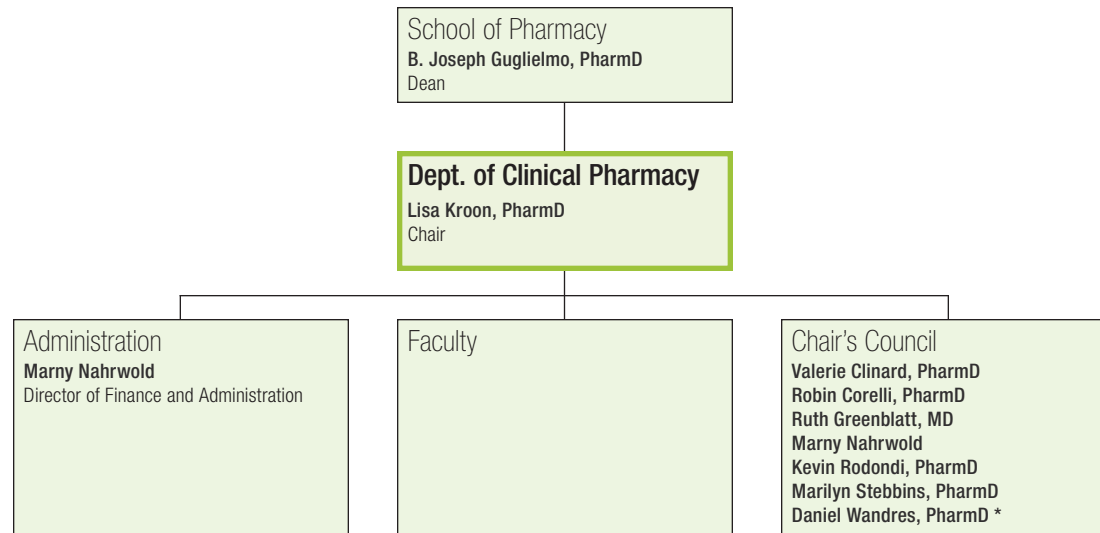 School of Pharmacy
B. Joseph Guglielmo, PharmD
Dean
Dept. of Clinical Pharmacy
Lisa Kroon, PharmD
Chair
Administration
Marny Nahrwold
Director of Finance and Administration
Faculty
Chair's Council
Valerie Clinard, PharmD
Robin Corelli, PharmD
Ruth Greenblatt, MD
Marny Nahrwold
Kevin Rodondi, PharmD
Marilyn Stebbins, PharmD
Daniel Wandres, PharmD *